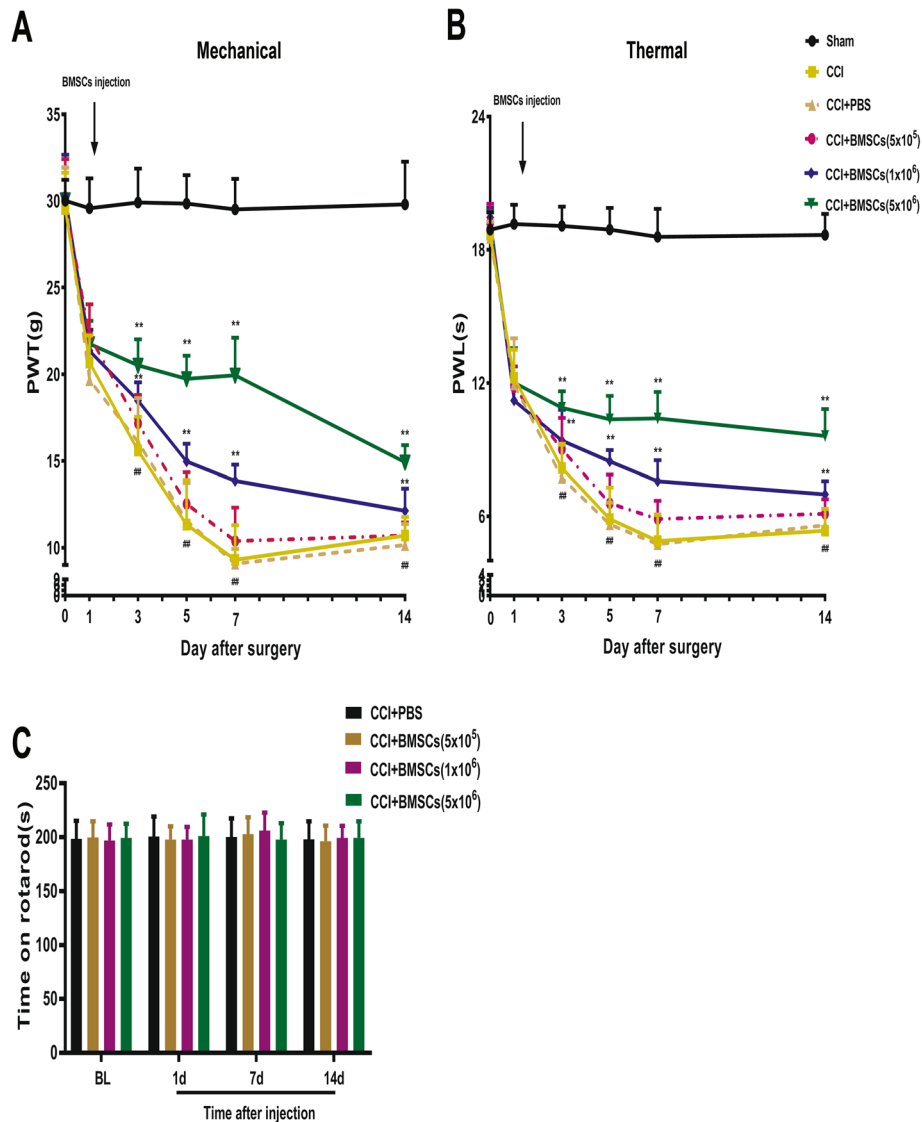 A
Mechanical
BMSCs injection
PWT(g)
35
30
25
20
15
10
**
**
**
**
**
**
**
**
##
##
##
##
0 1 3 5 7 14
Day after surgery
B
Thermal
BMSCs injection
PWL(s)
24
18
12
6
**
**
**
**
**
**
**
**
##
##
##
##
0 1 3 5 7 14
Day after surgery
Sham
CCI
CCI+PBS
CCI+BMSCs(5x10⁵)
CCI+BMSCs(1x10⁶)
CCI+BMSCs(5x10⁶)
C
CCI+PBS
CCI+BMSCs(5x10⁵)
CCI+BMSCs(1x10⁶)
CCI+BMSCs(5x10⁶)
Time on rotarod(s)
250
200
150
100
50
0
BL 1d 7d 14d
Time after injection